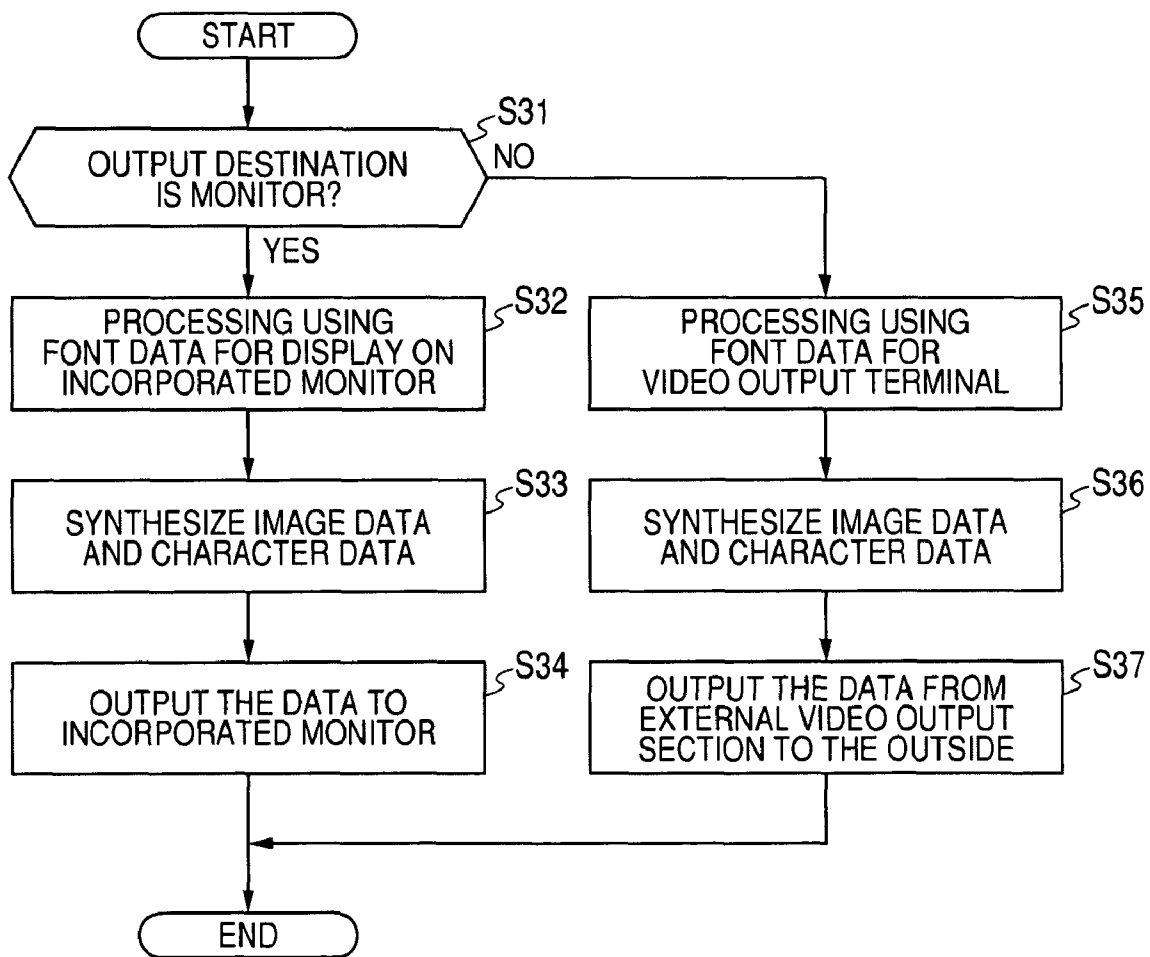 START
S31
OUTPUT DESTINATION
IS MONITOR?
NO
YES
S32
PROCESSING USING
FONT DATA FOR DISPLAY ON
INCORPORATED MONITOR
S33
SYNTHESIZE IMAGE DATA
AND CHARACTER DATA
S34
OUTPUT THE DATA TO
INCORPORATED MONITOR
S35
PROCESSING USING
FONT DATA FOR
VIDEO OUTPUT TERMINAL
S36
SYNTHESIZE IMAGE DATA
AND CHARACTER DATA
S37
OUTPUT THE DATA FROM
EXTERNAL VIDEO OUTPUT
SECTION TO THE OUTSIDE
END